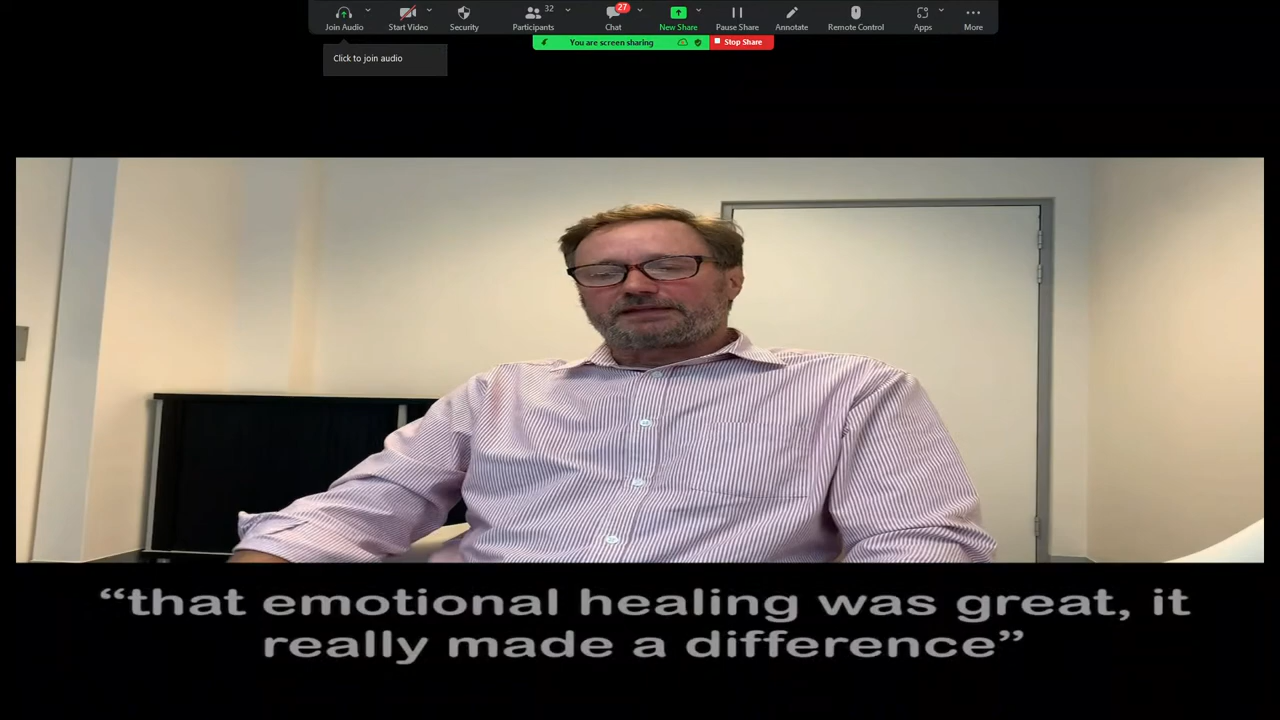 Join Audio
Start Video
Security
32
Participants
27
Chat
New Share
Pause Share
Annotate
Remote Control
Apps
More
You are screen sharing
Stop Share
Click to join audio
“that emotional healing was great, it
really made a difference”